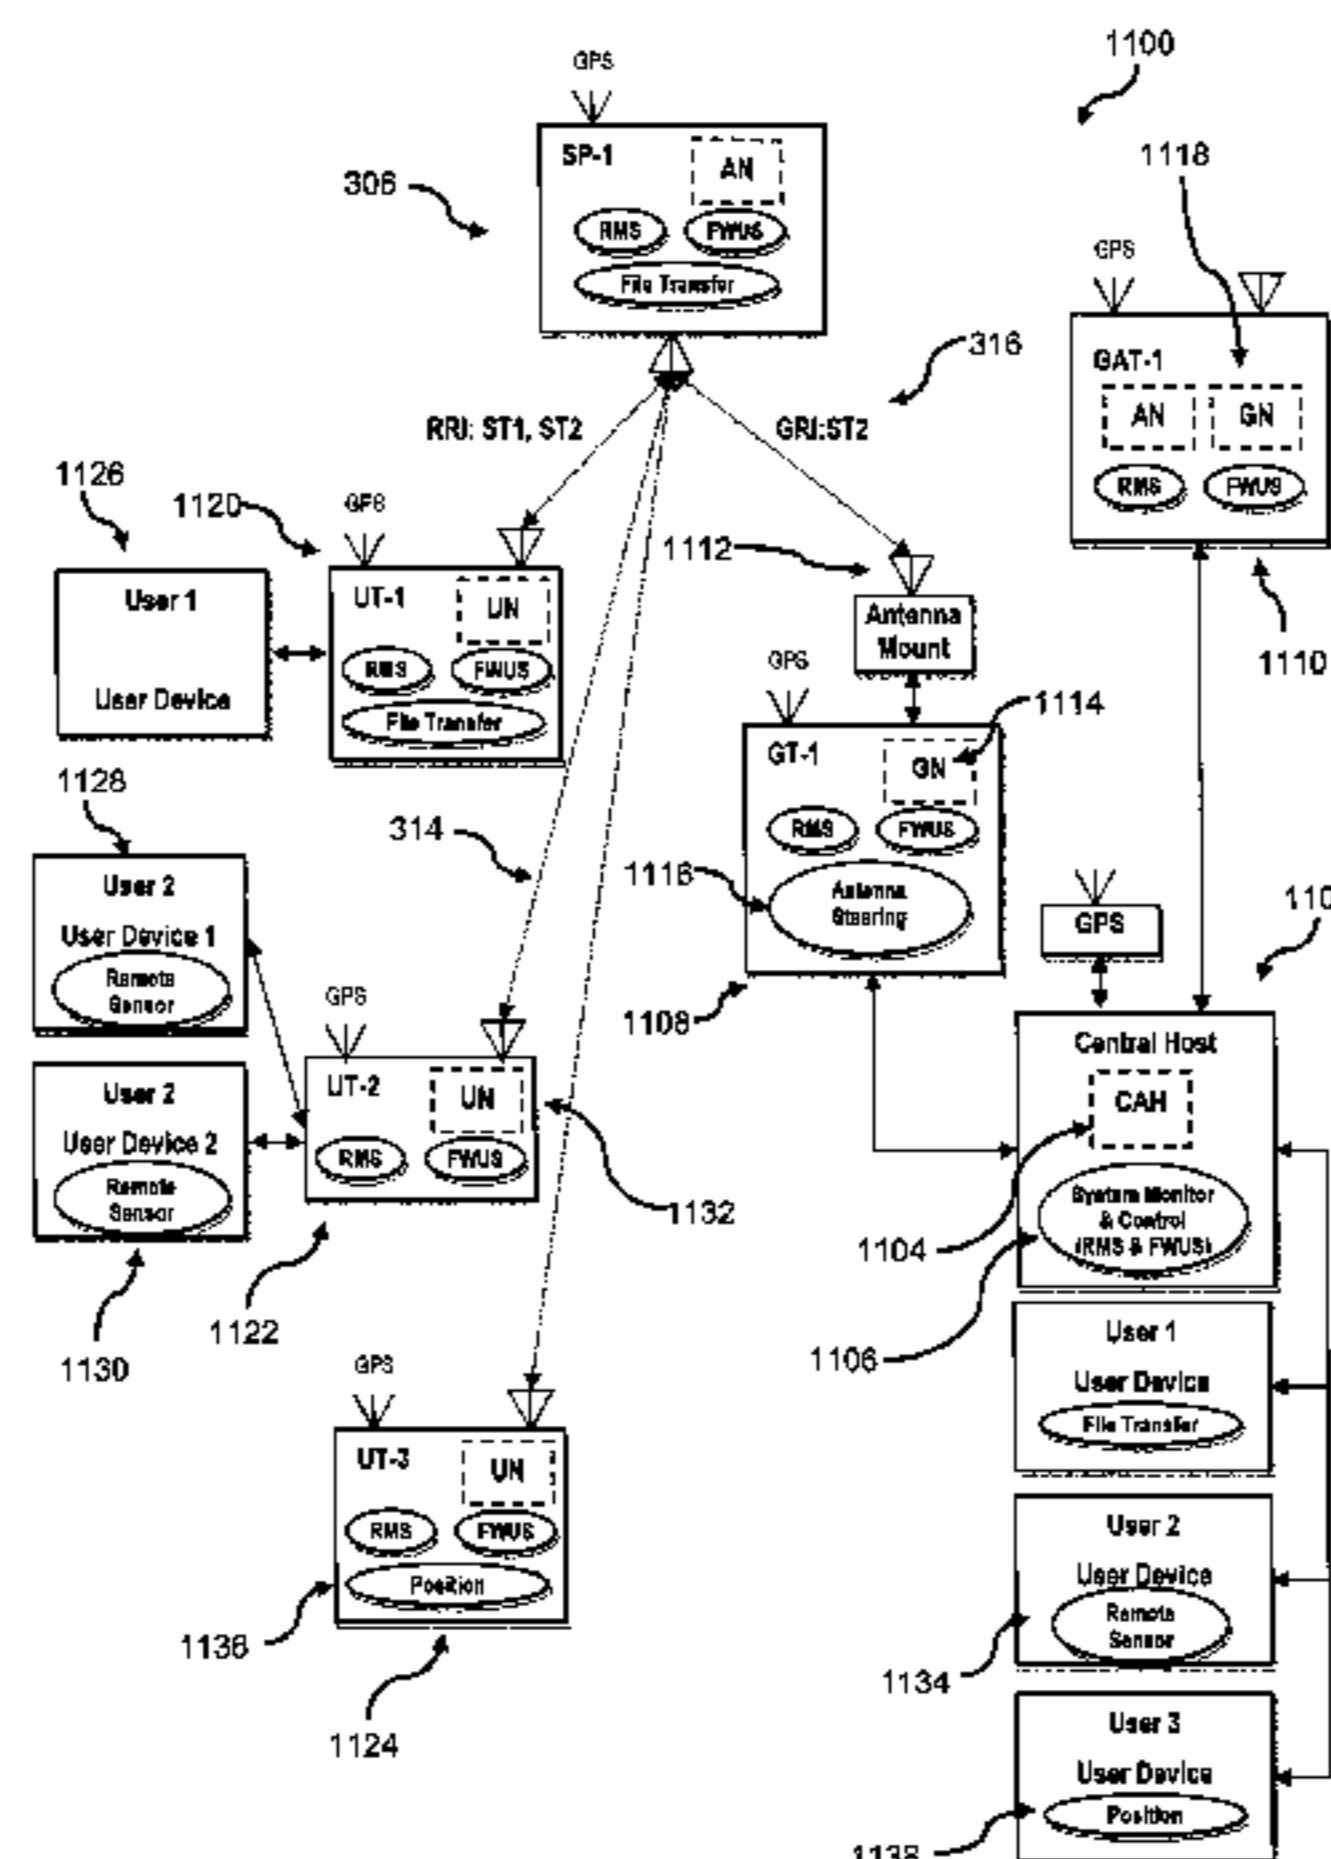 1100
GPS
SP-1
AN
RMS
FWUS
File Transfer
306
1118
GPS
GAT-1
AN
GN
RMS
FWUS
1110
316
RRI: ST1, ST2
GRI:ST2
1126
1120
GPS
User 1
User Device
UT-1
UN
RMS
FWUS
File Transfer
1112
Antenna
Mount
GPS
1114
GT-1
GN
RMS
FWUS
1116
Antenna
Steering
1108
1128
314
User 2
User Device 1
Remote
Sensor
User 2
User Device 2
Remote
Sensor
1130
GPS
UT-2
UN
RMS
FWUS
1132
1122
GPS
Central Host
CAH
System Monitor
& Control
(RMS & FWUS)
1104
1106
User 1
User Device
File Transfer
GPS
UT-3
UN
RMS
FWUS
Position
1136
1124
User 2
User Device
Remote
Sensor
1134
User 3
User Device
Position